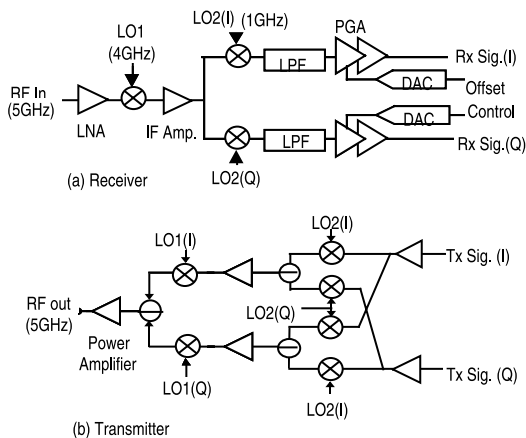 LO2(I) (1GHz)
PGA
LO1
(4GHz)
LPF
Rx Sig.(I)
DAC
Offset
RF In
(5GHz)
LNA
IF Amp.
Control
DAC
LPF
Rx Sig.(Q)
LO2(Q)
(a) Receiver
LO2(I)
LO1(I)
Tx Sig. (I)
RF out
(5GHz)
LO2(Q)
Power
Amplifier
LO1(Q)
LO2(I)
Tx Sig. (Q)
(b) Transmitter